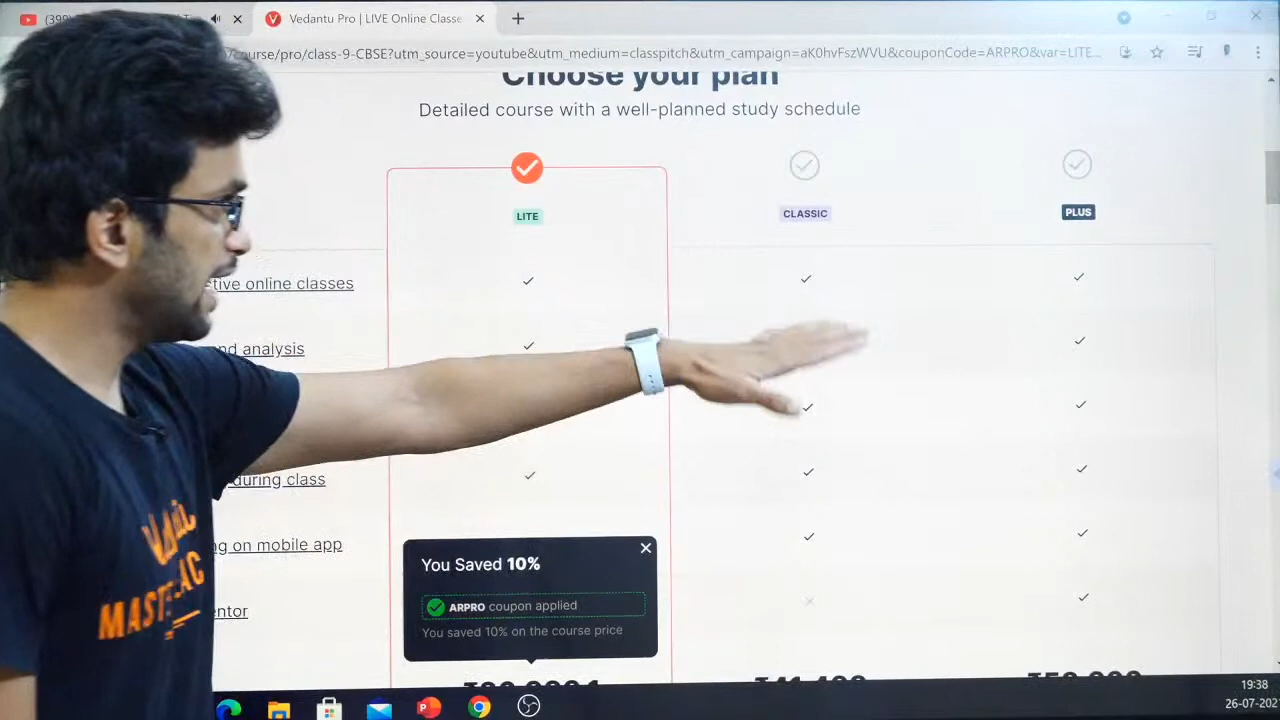 Vedantu Pro | LIVE Online Classe
/course/pro/class-9-CBSE?utm_source=youtube&utm_medium=classpitch&utm_campaign=aK0hvFszWVU&couponCode=ARPRO&var=LITE...
Choose your plan
Detailed course with a well-planned study schedule
LITE
CLASSIC
PLUS
tive online classes
nd analysis
during class
ng on mobile app
entor
You Saved 10%
ARPRO coupon applied
You saved 10% on the course price
19:38
26-07-202